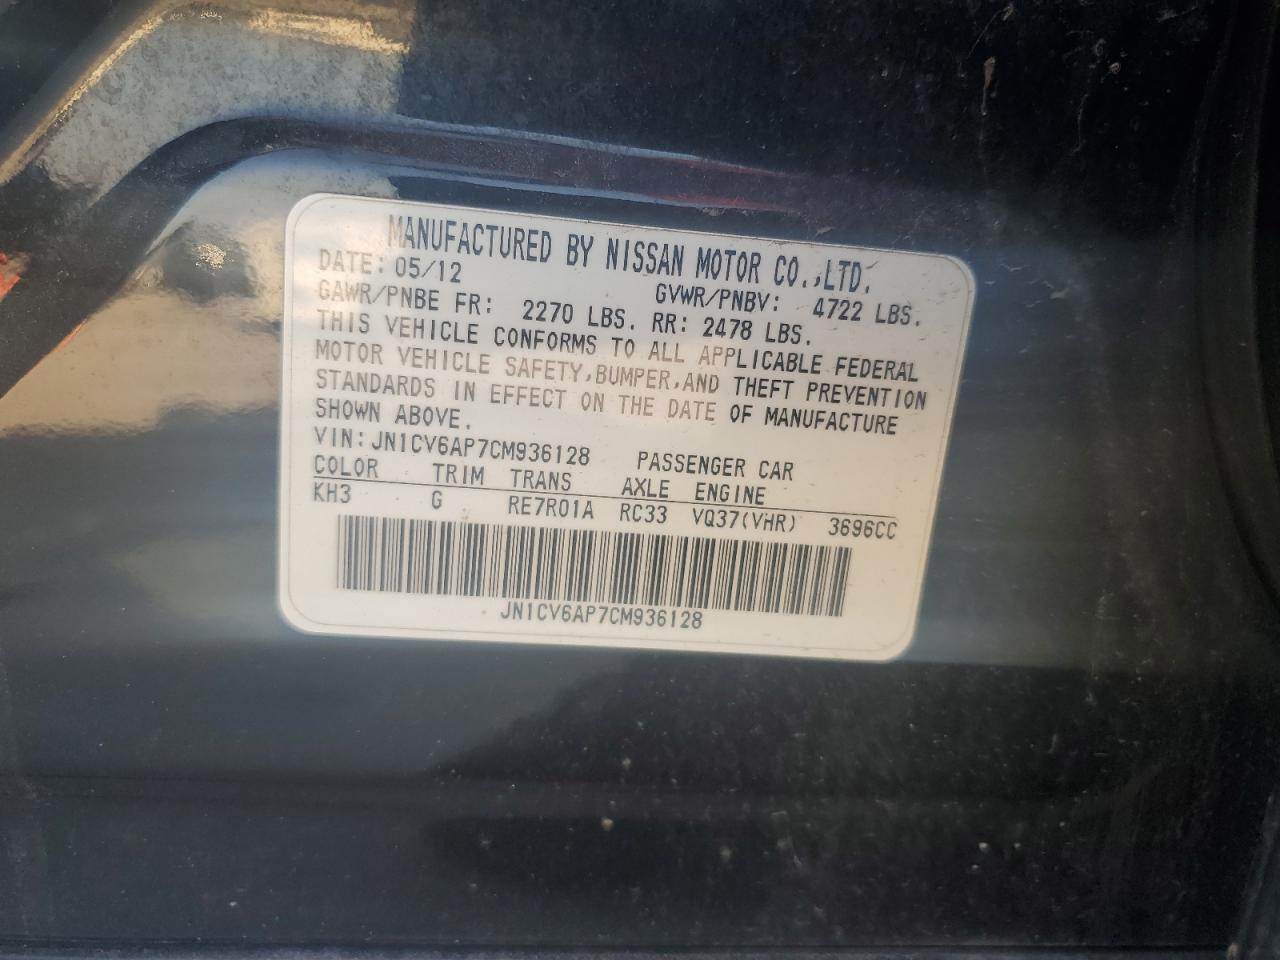 MANUFACTURED BY NISSAN MOTOR CO.,LTD.
DATE: 05/12 GVWR/PNBV: 4722 LBS.
GAWR/PNBE FR: 2270 LBS. RR: 2478 LBS.
THIS VEHICLE CONFORMS TO ALL APPLICABLE FEDERAL
MOTOR VEHICLE SAFETY,BUMPER,AND THEFT PREVENTION
STANDARDS IN EFFECT ON THE DATE OF MANUFACTURE
SHOWN ABOVE.
VIN:JN1CV6AP7CM936128 PASSENGER CAR
COLOR TRIM TRANS AXLE ENGINE
KH3 G RE7R01A RC33 VQ37(VHR) 3696CC
JN1CV6AP7CM936128